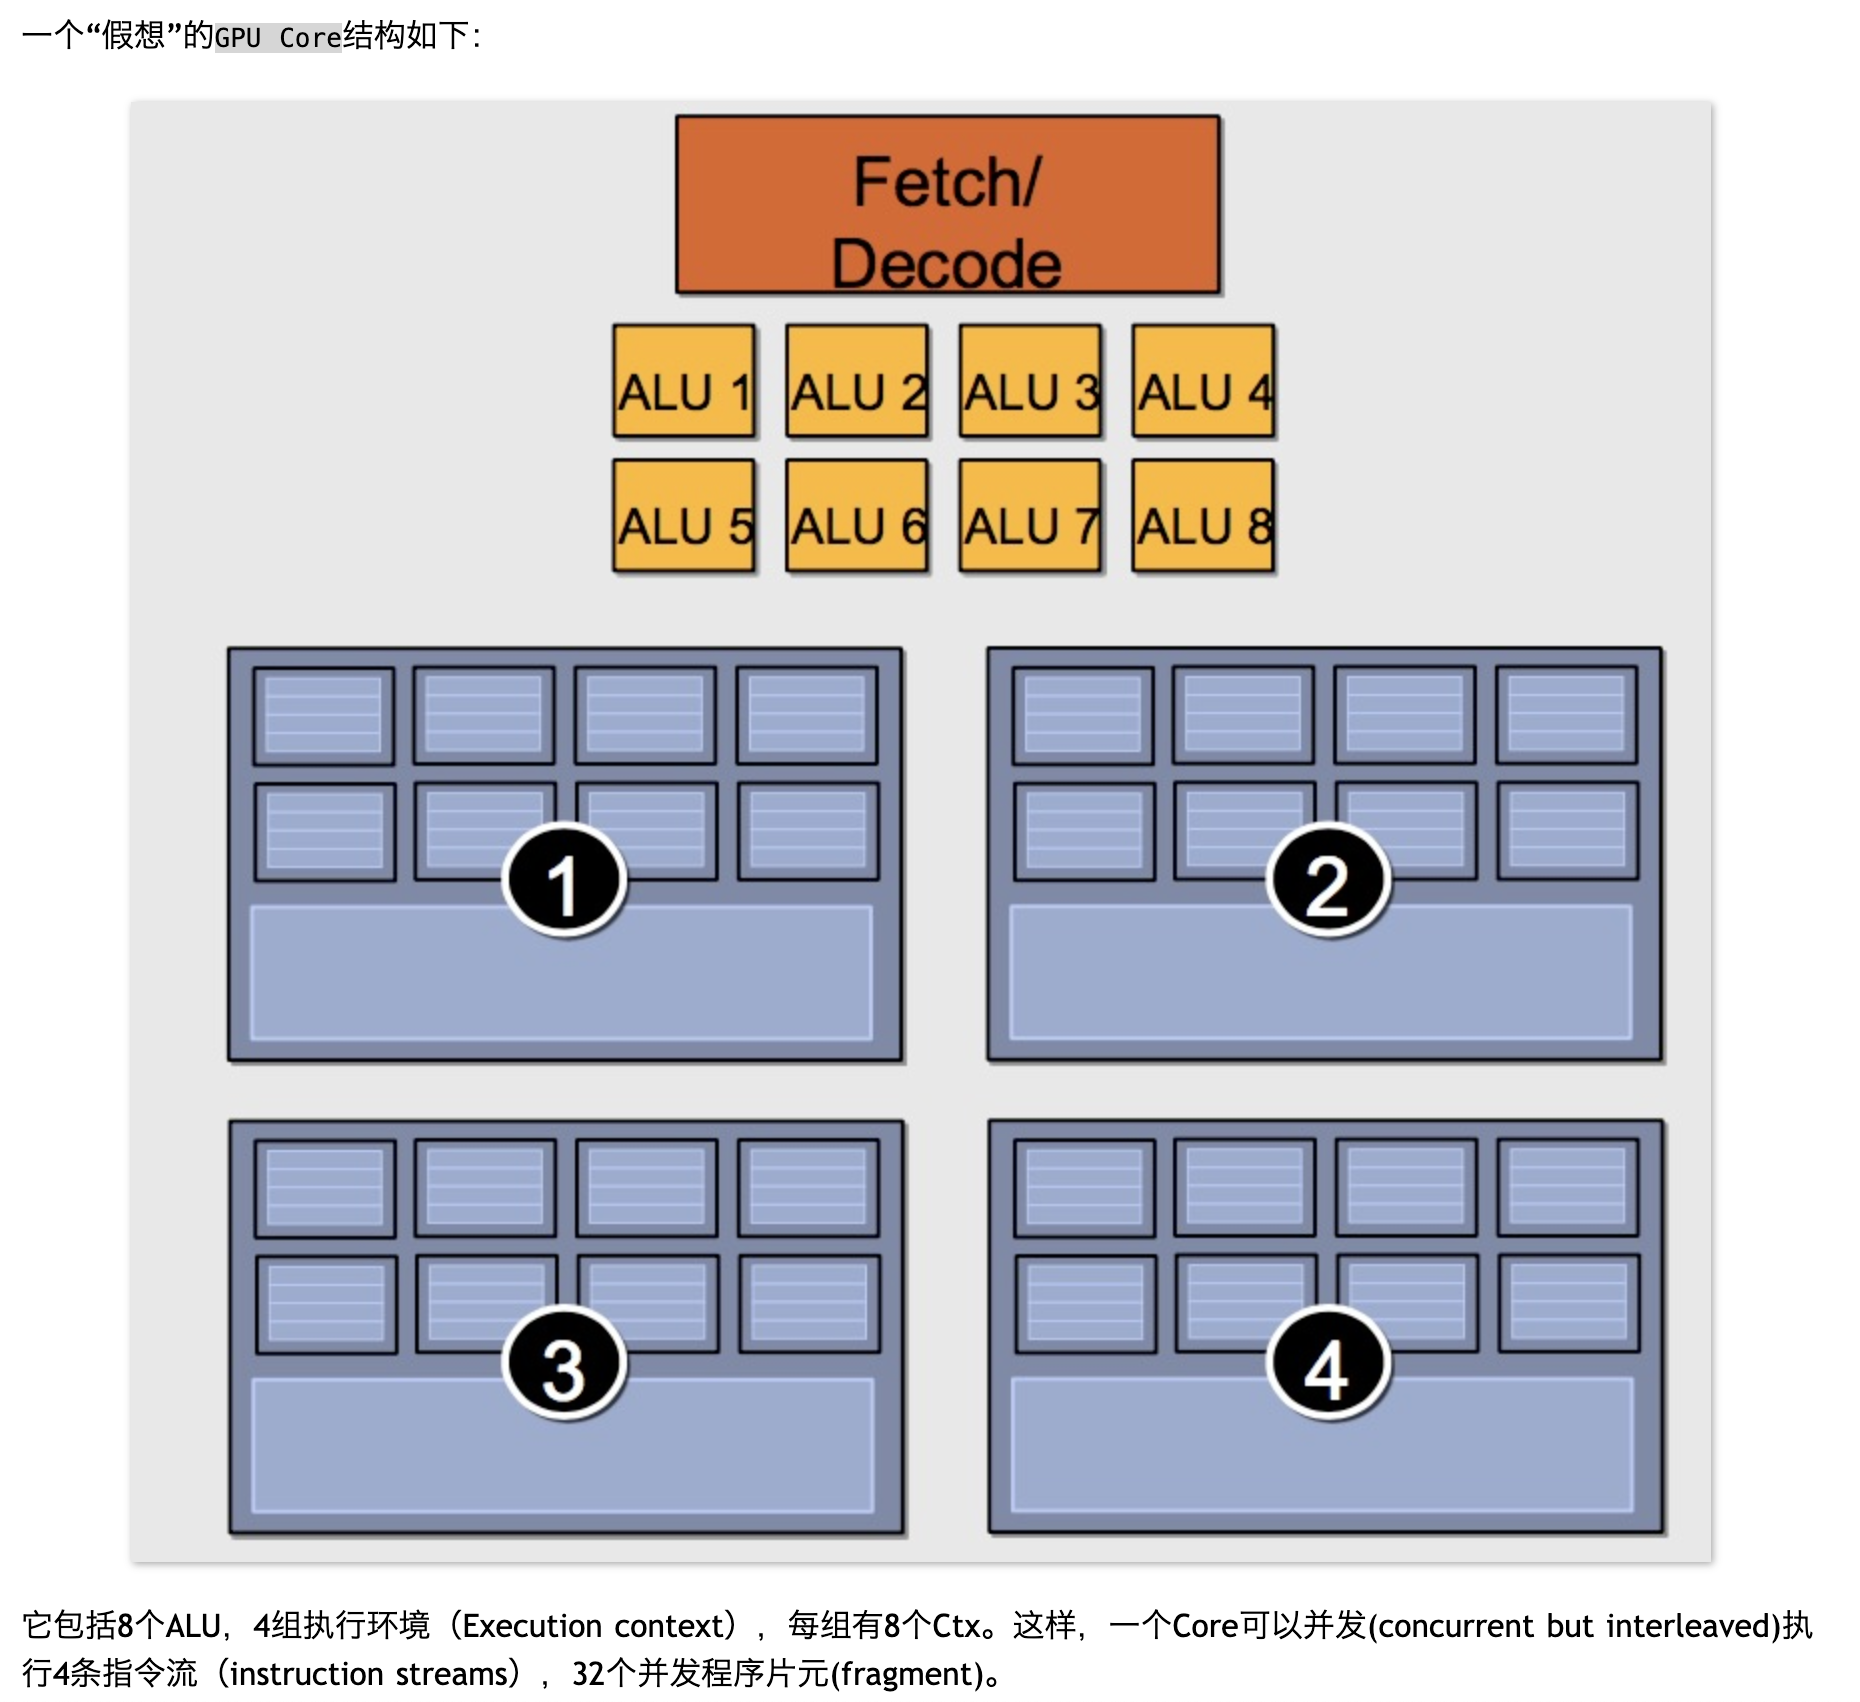 一个“假想”的GPU Core结构如下：
Fetch/
Decode
ALU 1 ALU 2 ALU 3 ALU 4
ALU 5 ALU 6 ALU 7 ALU 8
1 2
3 4
它包括8个ALU，4组执行环境（Execution context），每组有8个Ctx。这样，一个Core可以并发(concurrent but interleaved)执
行4条指令流（instruction streams），32个并发程序片元(fragment)。